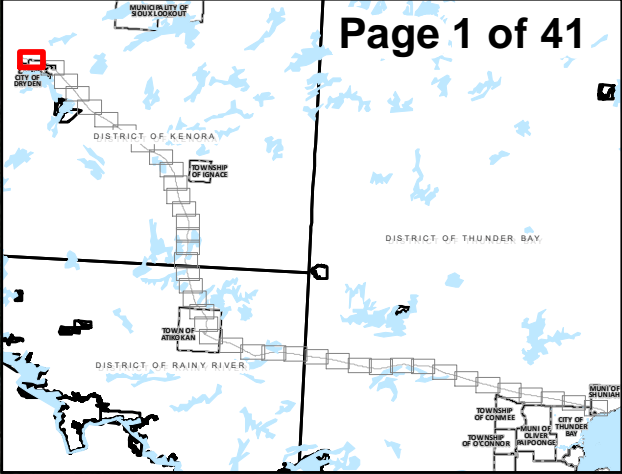 MUNICIPALITY OF
SIOUX LOOKOUT
Page 1 of 41
CITY OF
DRYDEN
DISTRICT OF KENORA
TOWNSHIP
OF IGNACE
DISTRICT OF THUNDER BAY
TOWN OF
ATIKOKAN
DISTRICT OF RAINY RIVER
MUNI OF
SHUNIAH
TOWNSHIP
OF CONMEE
CITY OF
THUNDER
BAY
MUNI OF
OLIVER
PAIPOONGE
TOWNSHIP
OF O'CONNOR